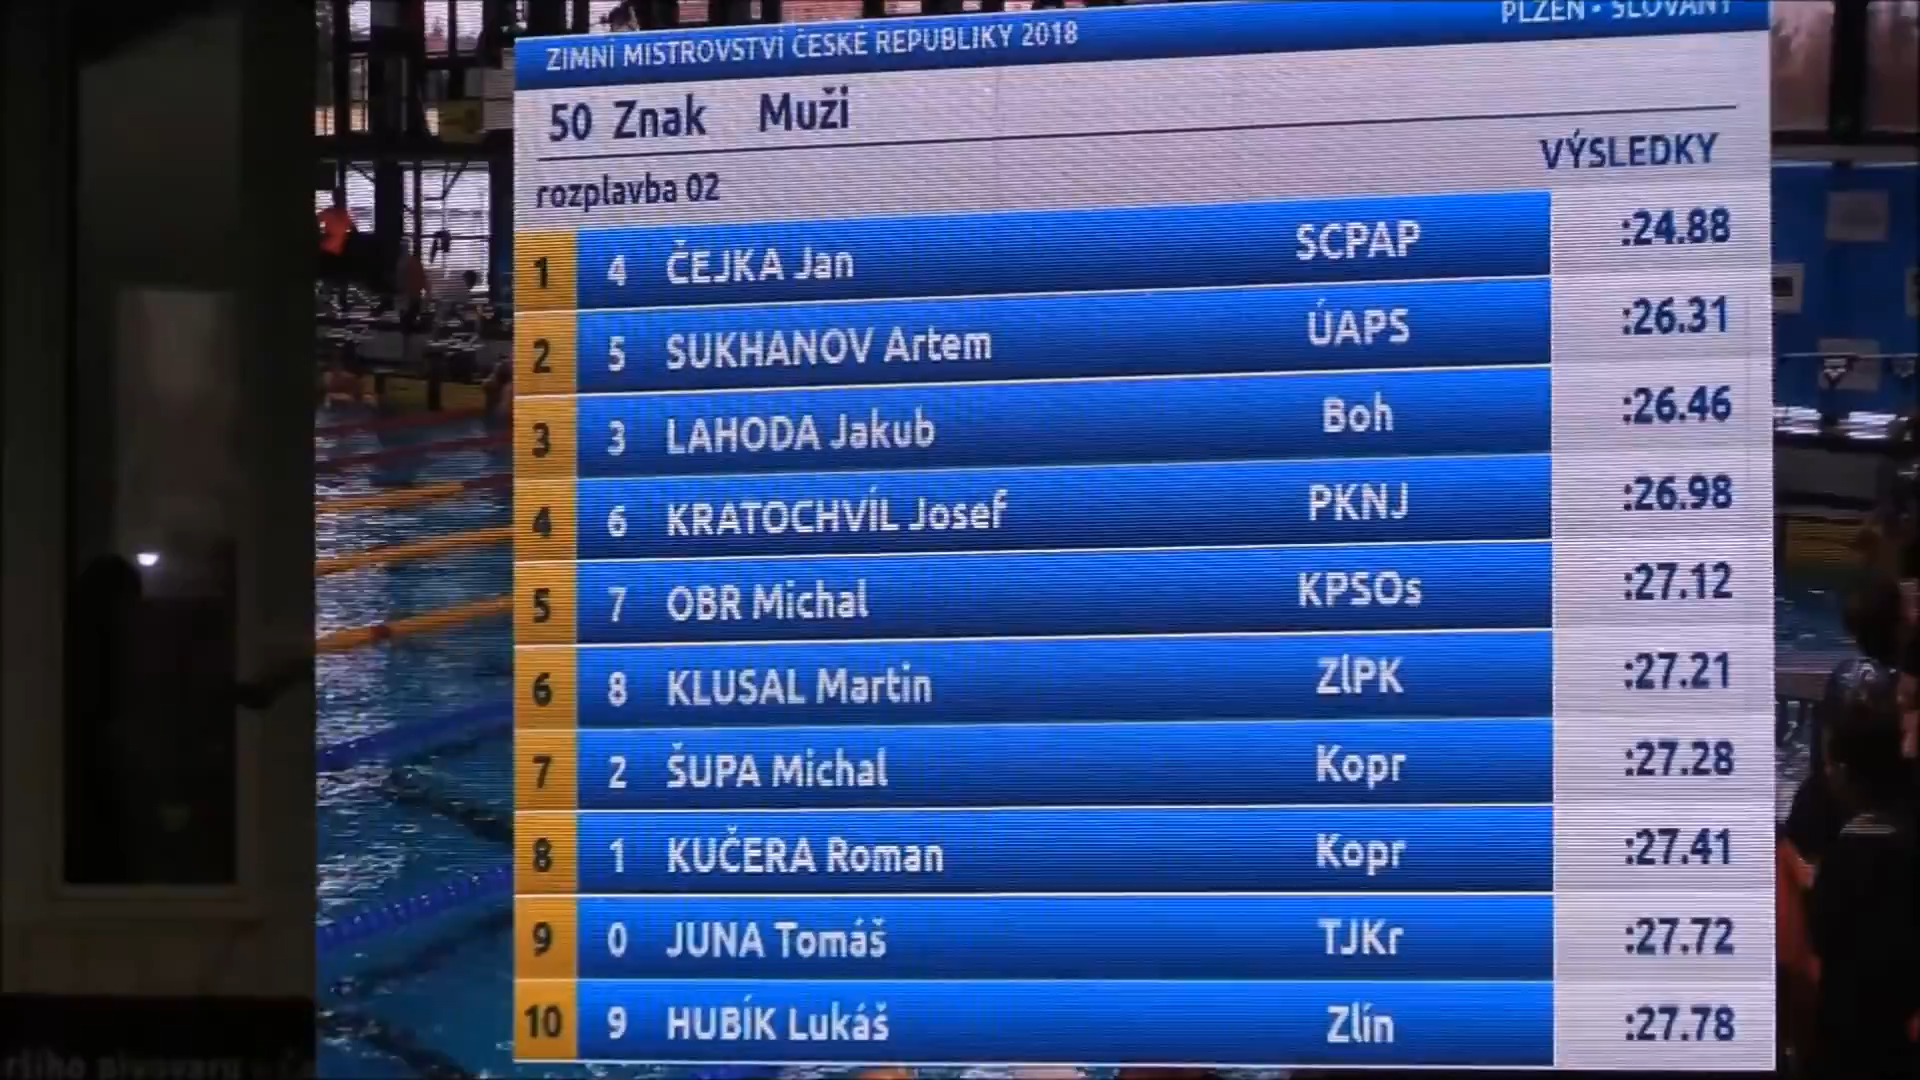 PLZEŇ - SLOVANY
ZIMNÍ MISTROVSTVÍ ČESKÉ REPUBLIKY 2018
50 Znak Muži
VÝSLEDKY
rozplavba 02
1 4 ČEJKA Jan SCPAP :24.88
2 5 SUKHANOV Artem ÚAPS :26.31
3 3 LAHODA Jakub Boh :26.46
4 6 KRATOCHVÍL Josef PKNJ :26.98
5 7 OBR Michal KPSOs :27.12
6 8 KLUSAL Martin ZlPK :27.21
7 2 ŠUPA Michal Kopr :27.28
8 1 KUČERA Roman Kopr :27.41
9 0 JUNA Tomáš TJKr :27.72
10 9 HUBÍK Lukáš Zlín :27.78